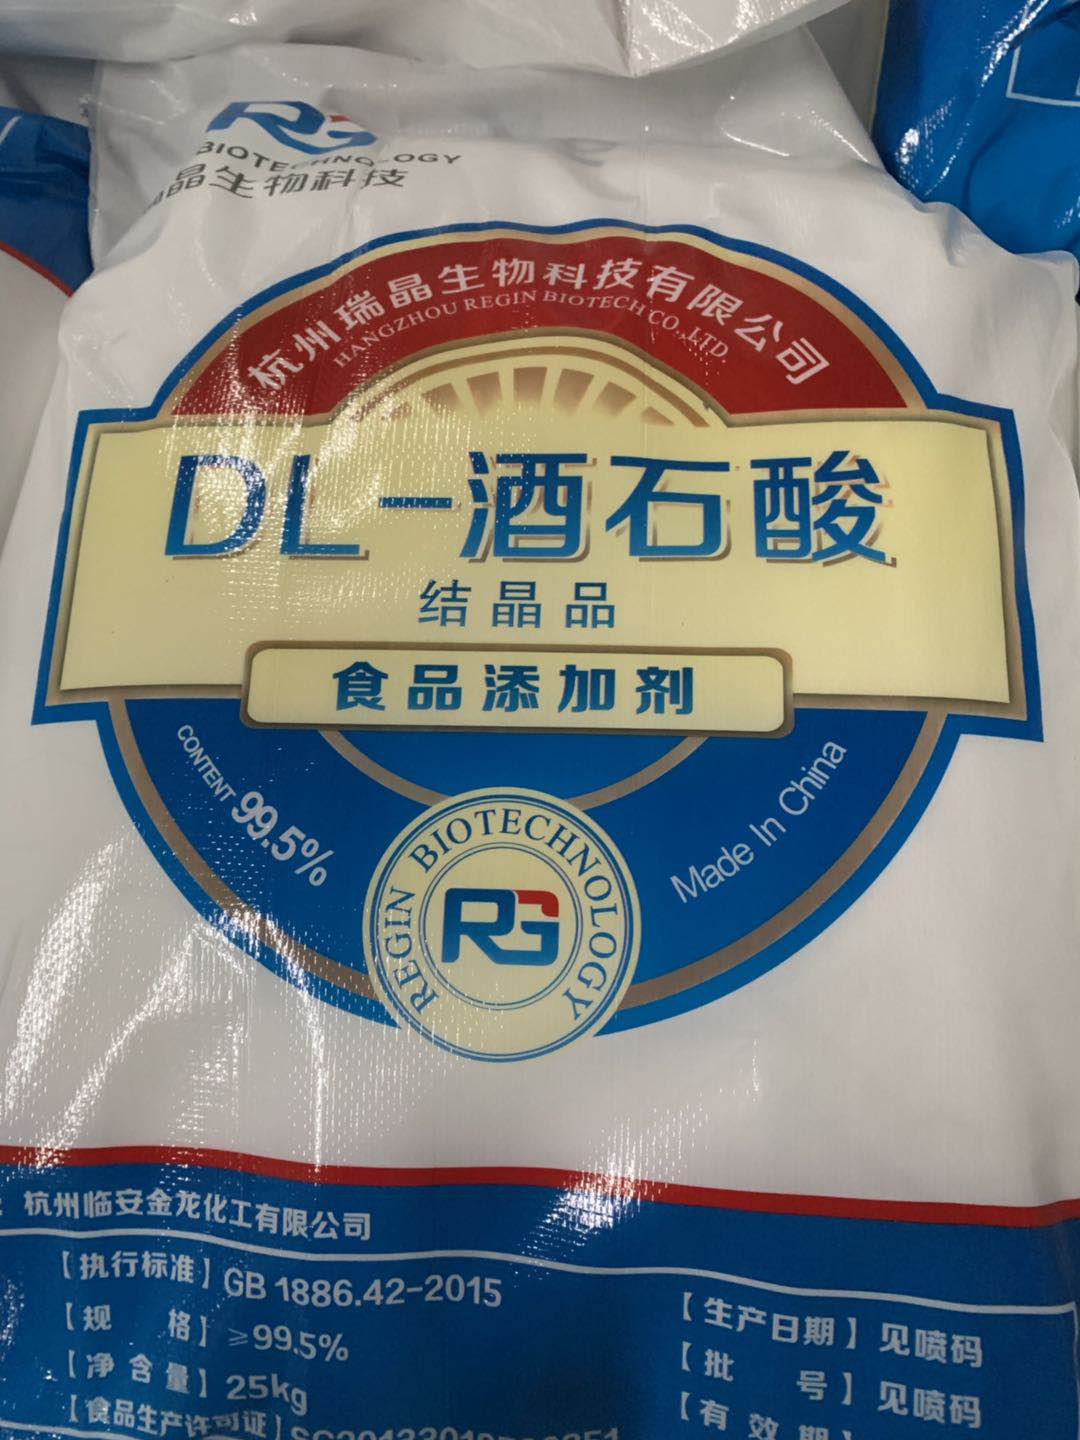 RG
BIOTECHNOLOGY
晶生物科技
杭州瑞晶生物科技有限公司
HANGZHOU REGIN BIOTECH CO.,LTD.
DL-酒石酸
结晶品
食品添加剂
CONTENT 99.5%
Made In China
REGIN BIOTECHNOLOGY
RG
杭州临安金龙化工有限公司
【执行标准】GB 1886.42-2015
【规 格】≥99.5%
【净含量】25kg
【食品生产许可证】
【生产日期】见喷码
【批 号】见喷码
【有效期】